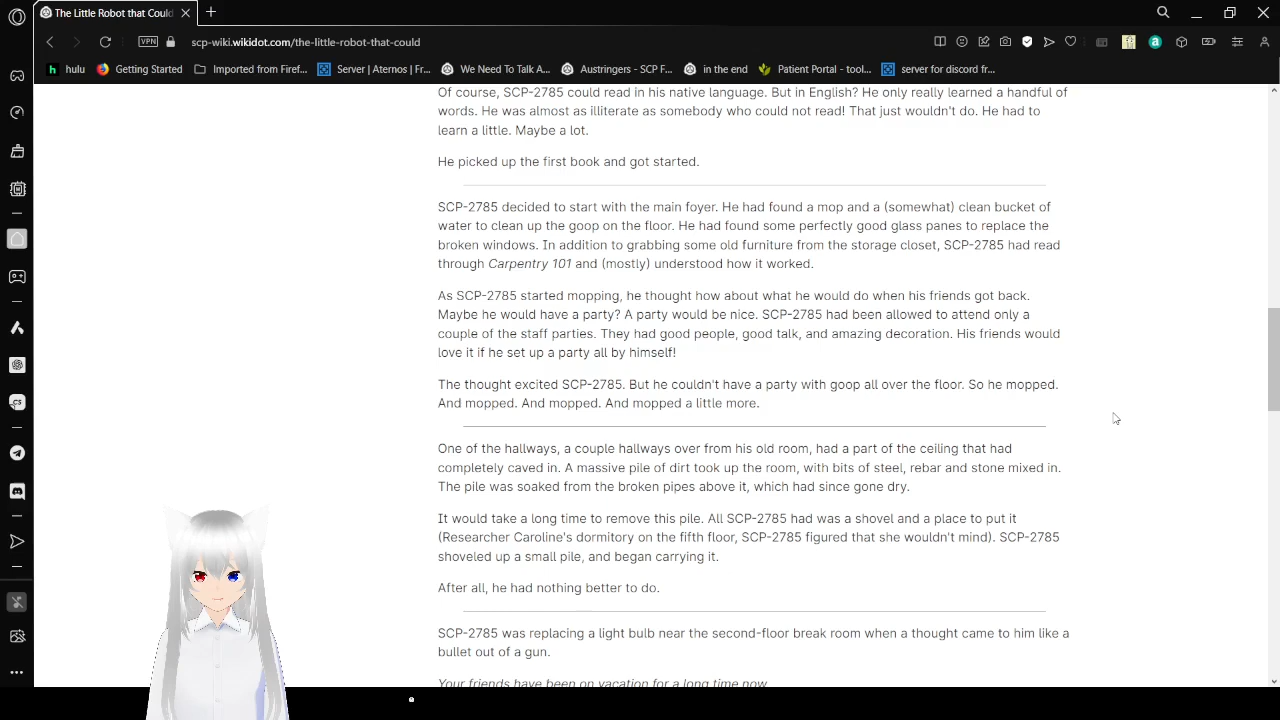 The Little Robot that Could
scp-wiki.wikidot.com/the-little-robot-that-could
VPN
hulu
Getting Started
Imported from Firef...
Server | Aternos | Fr...
We Need To Talk A...
Austringers - SCP F...
in the end
Patient Portal - tool...
server for discord fr...
Of course, SCP-2785 could read in his native language. But in English? He only really learned a handful of
words. He was almost as illiterate as somebody who could not read! That just wouldn't do. He had to
learn a little. Maybe a lot.
He picked up the first book and got started.
SCP-2785 decided to start with the main foyer. He had found a mop and a (somewhat) clean bucket of
water to clean up the goop on the floor. He had found some perfectly good glass panes to replace the
broken windows. In addition to grabbing some old furniture from the storage closet, SCP-2785 had read
through Carpentry 101 and (mostly) understood how it worked.
As SCP-2785 started mopping, he thought how about what he would do when his friends got back.
Maybe he would have a party? A party would be nice. SCP-2785 had been allowed to attend only a
couple of the staff parties. They had good people, good talk, and amazing decoration. His friends would
love it if he set up a party all by himself!
The thought excited SCP-2785. But he couldn't have a party with goop all over the floor. So he mopped.
And mopped. And mopped. And mopped a little more.
One of the hallways, a couple hallways over from his old room, had a part of the ceiling that had
completely caved in. A massive pile of dirt took up the room, with bits of steel, rebar and stone mixed in.
The pile was soaked from the broken pipes above it, which had since gone dry.
It would take a long time to remove this pile. All SCP-2785 had was a shovel and a place to put it
(Researcher Caroline's dormitory on the fifth floor, SCP-2785 figured that she wouldn't mind). SCP-2785
shoveled up a small pile, and began carrying it.
After all, he had nothing better to do.
SCP-2785 was replacing a light bulb near the second-floor break room when a thought came to him like a
bullet out of a gun.
Your friends have been on vacation for a long time now